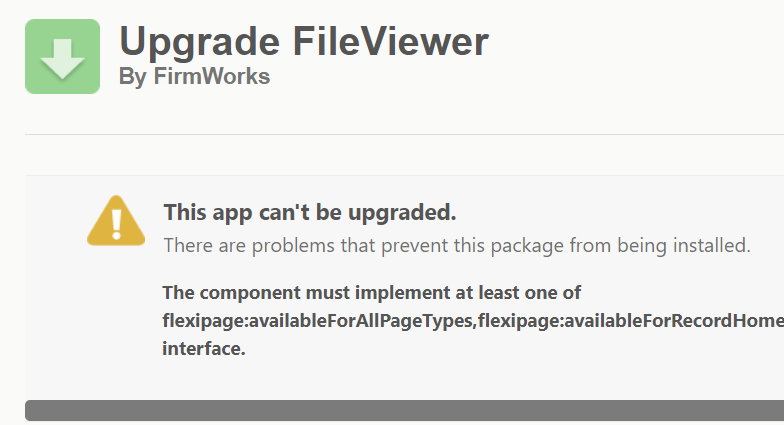 Upgrade FileViewer
By FirmWorks
This app can't be upgraded.
There are problems that prevent this package from being installed.
The component must implement at least one of
flexipage:availableForAllPageTypes,flexipage:availableForRecordHome
interface.